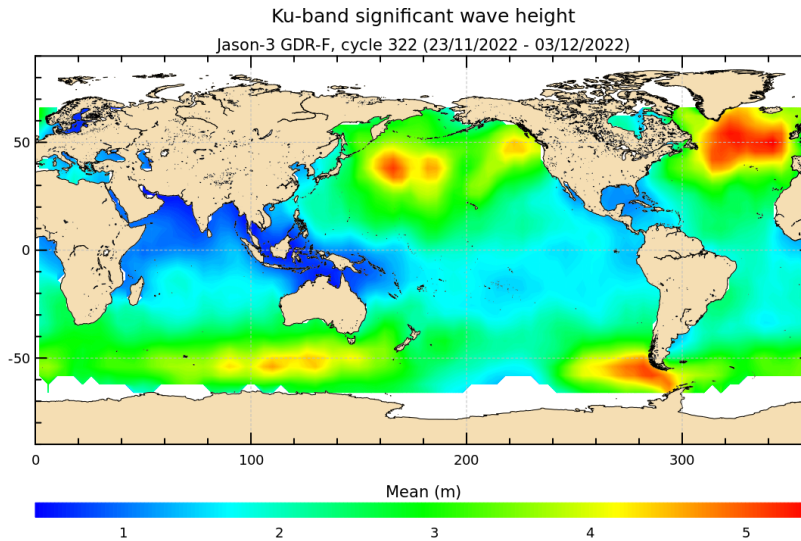 Ku-band significant wave height
Jason-3 GDR-F, cycle 322 (23/11/2022 - 03/12/2022)
50
0
-50
0 100 200 300
Mean (m)
1 2 3 4 5